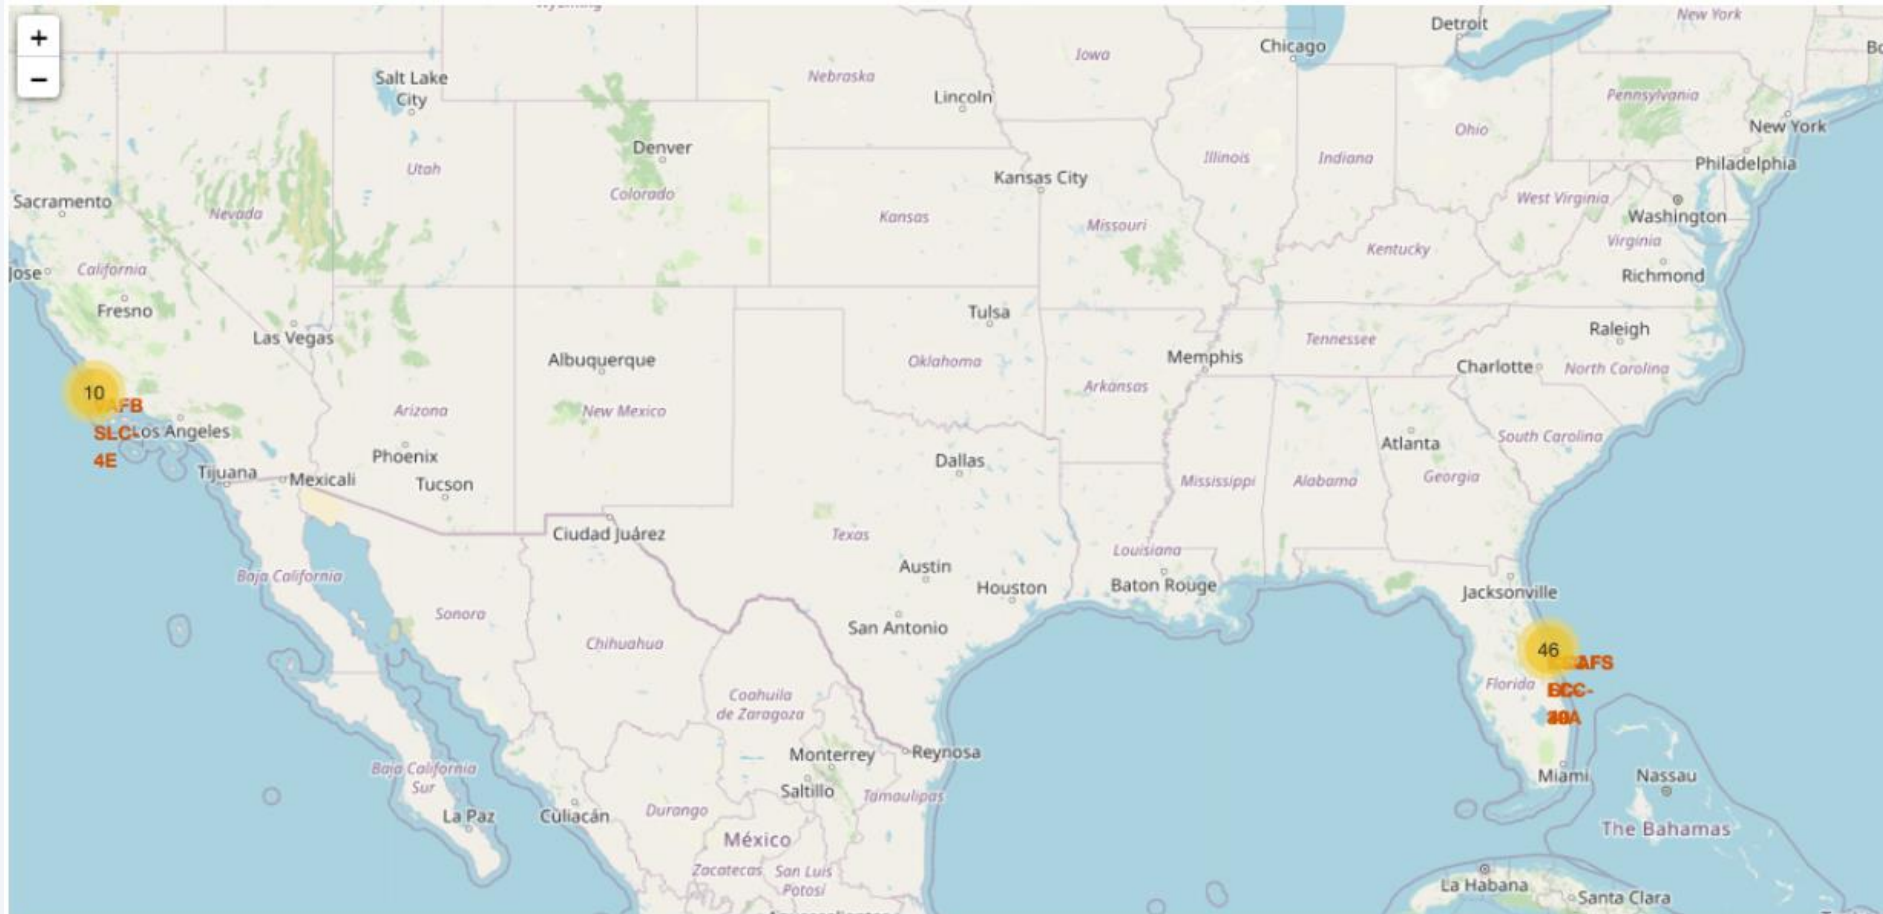 Wyoming
New York
Detroit
+
Chicago
Iowa
−
Salt Lake
City
Nebraska
Lincoln
Pennsylvania
New York
Ohio
Denver
Illinois
Indiana
Philadelphia
Utah
Kansas City
Colorado
West Virginia
Sacramento
Nevada
Kansas
Missouri
Washington
Virginia
Kentucky
Jose
California
Richmond
Fresno
Tulsa
Las Vegas
Raleigh
Tennessee
Albuquerque
Oklahoma
Memphis
Charlotte
North Carolina
10
Arkansas
AFB
Arizona
New Mexico
SLC-
Los Angeles
South Carolina
Atlanta
4E
Phoenix
Dallas
Tijuana
Mexicali
Tucson
Mississippi
Alabama
Georgia
Ciudad Juárez
Texas
Louisiana
Baja California
Austin
Houston
Baton Rouge
Jacksonville
Sonora
San Antonio
Chihuahua
46
AFS
Florida
Coahuila
de Zaragoza
Monterrey
Reynosa
Baja California
Sur
Miami
Nassau
Saltillo
Tamaulipas
La Paz
Culiacán
Durango
México
The Bahamas
Zacatecas
San Luis
Potosí
La Habana
Santa Clara